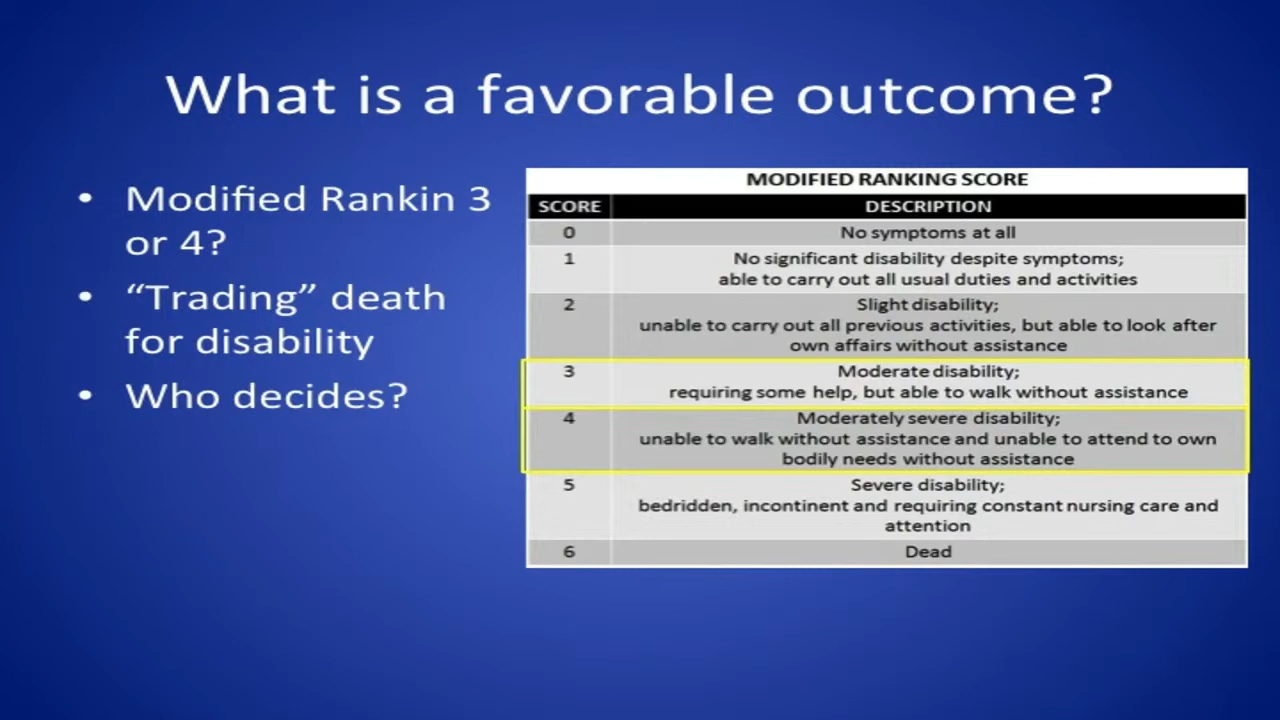 What is a favorable outcome?
• Modified Rankin 3
or 4?
• “Trading” death
for disability
• Who decides?
MODIFIED RANKING SCORE
SCORE DESCRIPTION
0 No symptoms at all
1 No significant disability despite symptoms;
able to carry out all usual duties and activities
2 Slight disability;
unable to carry out all previous activities, but able to look after
own affairs without assistance
3 Moderate disability;
requiring some help, but able to walk without assistance
4 Moderately severe disability;
unable to walk without assistance and unable to attend to own
bodily needs without assistance
5 Severe disability;
bedridden, incontinent and requiring constant nursing care and
attention
6 Dead